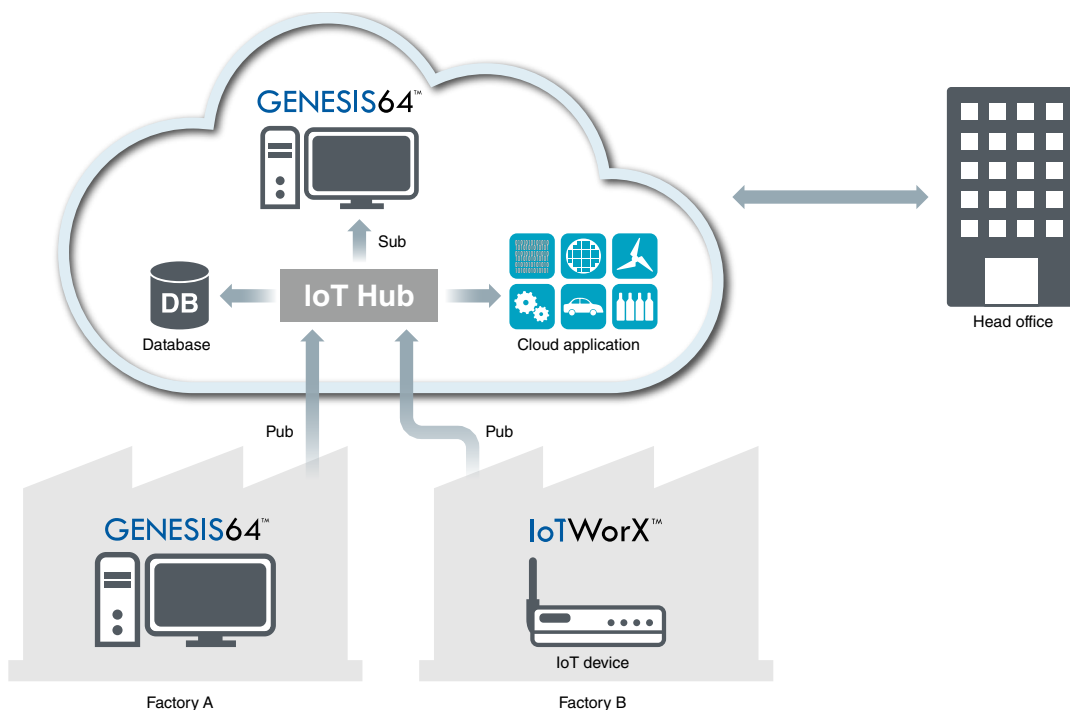 GENESIS64™
Sub
DB
IoT Hub
Database
Cloud application
Head office
Pub
Pub
GENESIS64™
IoTWorX™
IoT device
Factory A
Factory B